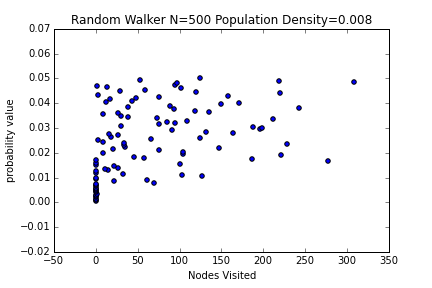 Random Walker N=500 Population Density=0.008
0.07
0.06
0.05
0.04
0.03
0.02
0.01
0.00
−0.01
−0.02
probability value
−50 0 50 100 150 200 250 300 350
Nodes Visited